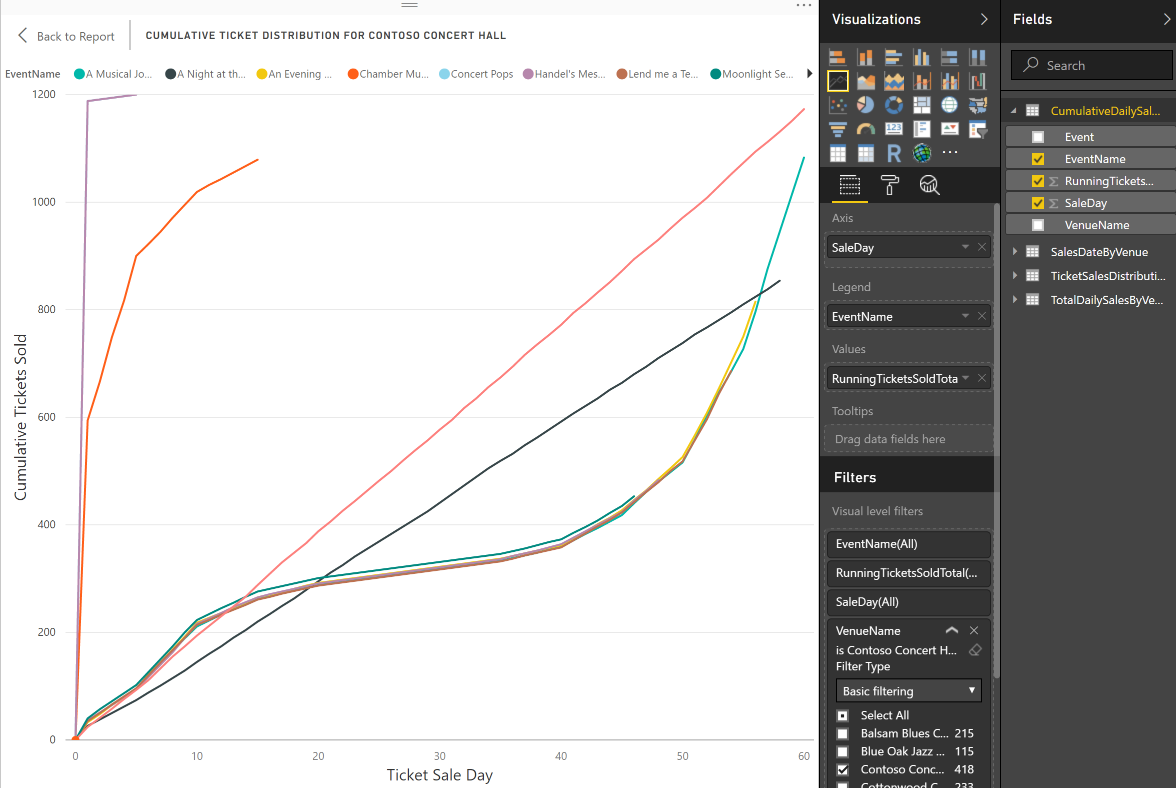 Back to Report
CUMULATIVE TICKET DISTRIBUTION FOR CONTOSO CONCERT HALL
EventName A Musical Jo... A Night at th... An Evening ... Chamber Mu... Concert Pops Handel's Mes... Lend me a Te... Moonlight Se...
1200
1000
800
600
400
200
0
Cumulative Tickets Sold
0 10 20 30 40 50 60
Ticket Sale Day
Visualizations
123
R
...
Axis
SaleDay
Legend
EventName
Values
RunningTicketsSoldTota
Tooltips
Drag data fields here
Filters
Visual level filters
EventName(All)
RunningTicketsSoldTotal(...
SaleDay(All)
VenueName
is Contoso Concert H...
Filter Type
Basic filtering
Select All
Balsam Blues C... 215
Blue Oak Jazz ... 115
Contoso Conc... 418
Cottonwood C... 233
Fields
Search
CumulativeDailySal...
Event
EventName
Σ RunningTickets...
Σ SaleDay
VenueName
SalesDateByVenue
TicketSalesDistributi...
TotalDailySalesByVe...